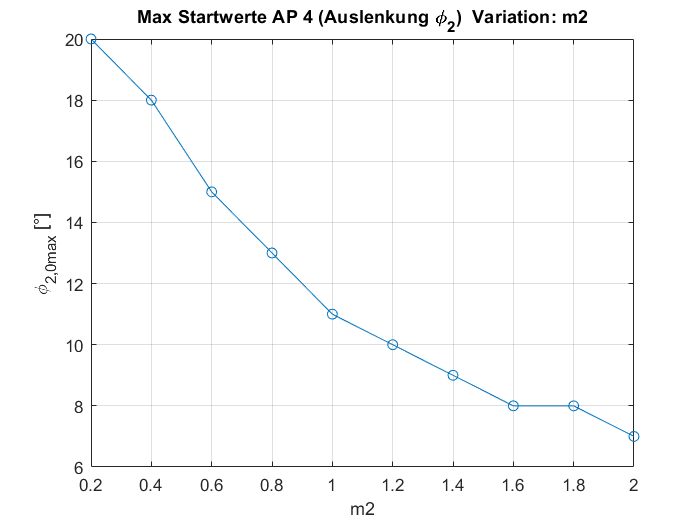 Max Startwerte AP 4 (Auslenkung ϕ₂) Variation: m2
20
18
16
14
12
10
8
6
ϕ₂,₀ₘₐₓ [°]
0.2 0.4 0.6 0.8 1 1.2 1.4 1.6 1.8 2
m2